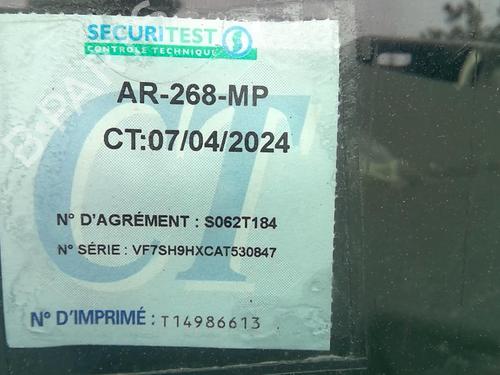 SECURITEST
CONTROLE TECHNIQUE
AR-268-MP
CT:07/04/2024
CT
N° D'AGRÉMENT : S062T184
N° SÉRIE : VF7SH9HXCAT530847
N° D'IMPRIMÉ : T14986613